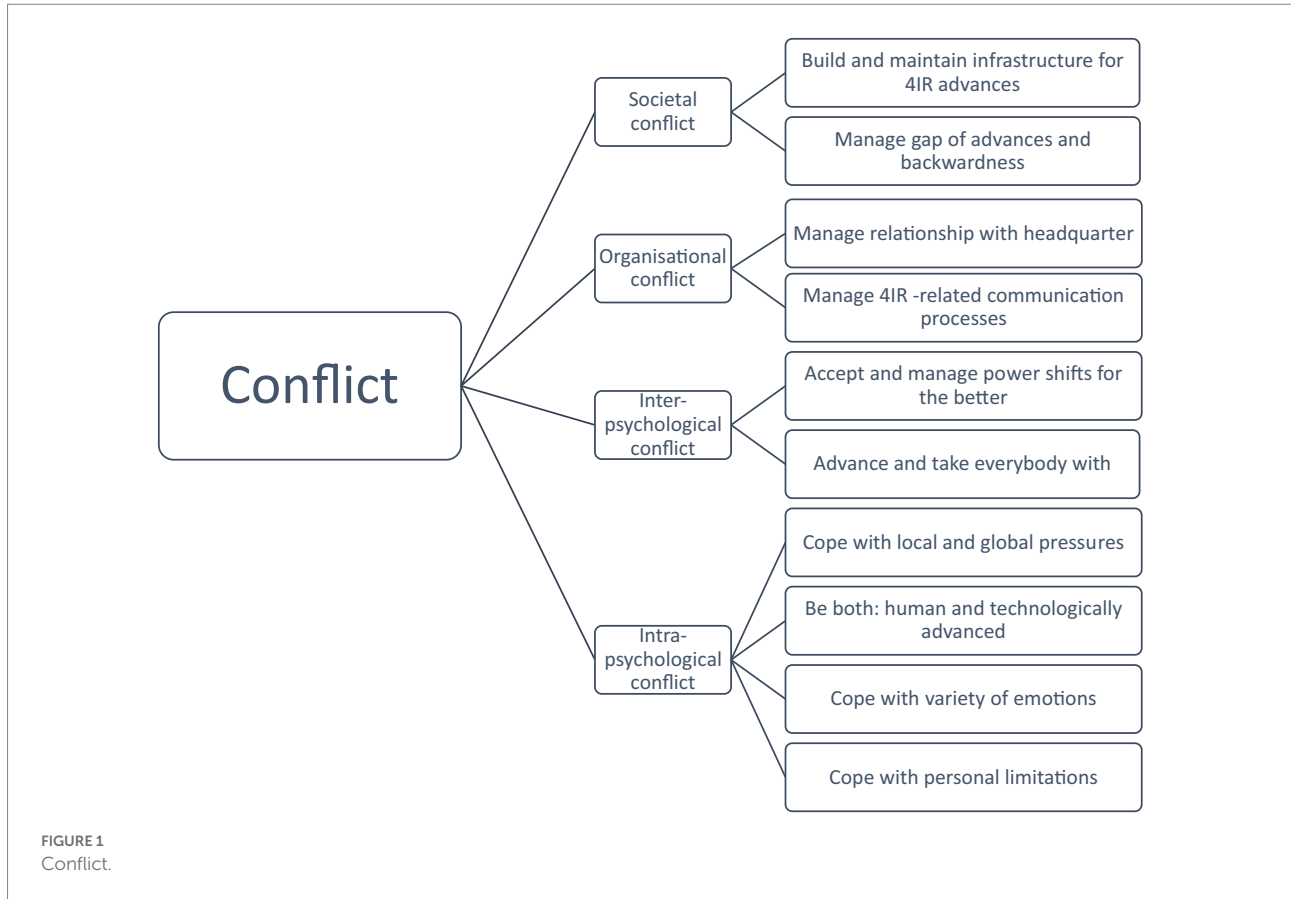 Conflict
Societal
conflict
Build and maintain infrastructure for
4IR advances
Manage gap of advances and
backwardness
Organisational
conflict
Manage relationship with headquarter
Manage 4IR -related communication
processes
Inter-
psychological
conflict
Accept and manage power shifts for
the better
Advance and take everybody with
Intra-
psychological
conflict
Cope with local and global pressures
Be both: human and technologically
advanced
Cope with variety of emotions
Cope with personal limitations
FIGURE 1
Conflict.